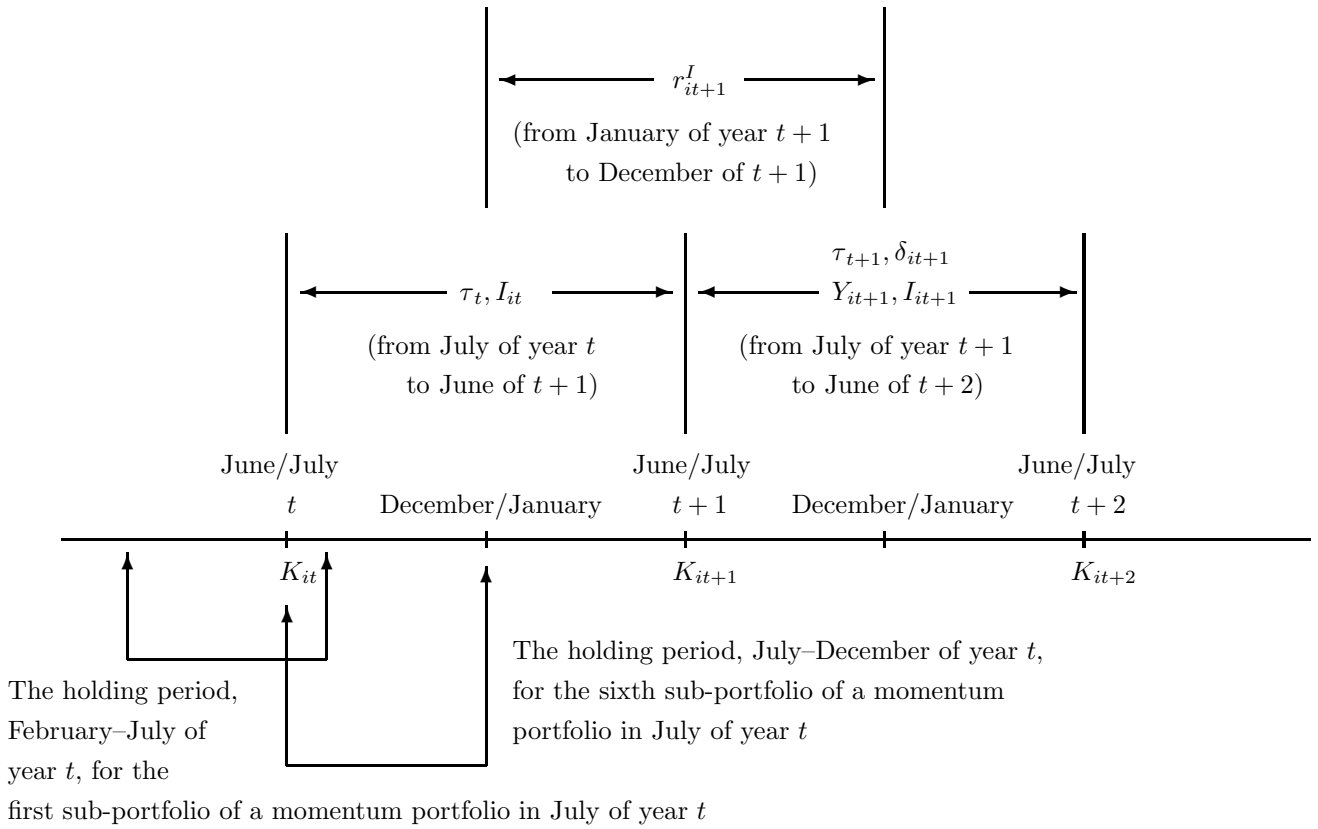 r^I_{it+1}
(from January of year t + 1
to December of t + 1)
τ_{t+1}, δ_{it+1}
τ_t, I_{it}
Y_{it+1}, I_{it+1}
(from July of year t
to June of t + 1)
(from July of year t + 1
to June of t + 2)
June/July
t
December/January
June/July
t + 1
December/January
June/July
t + 2
K_{it}
K_{it+1}
K_{it+2}
The holding period, July–December of year t,
for the sixth sub-portfolio of a momentum
portfolio in July of year t
The holding period,
February–July of
year t, for the
first sub-portfolio of a momentum portfolio in July of year t